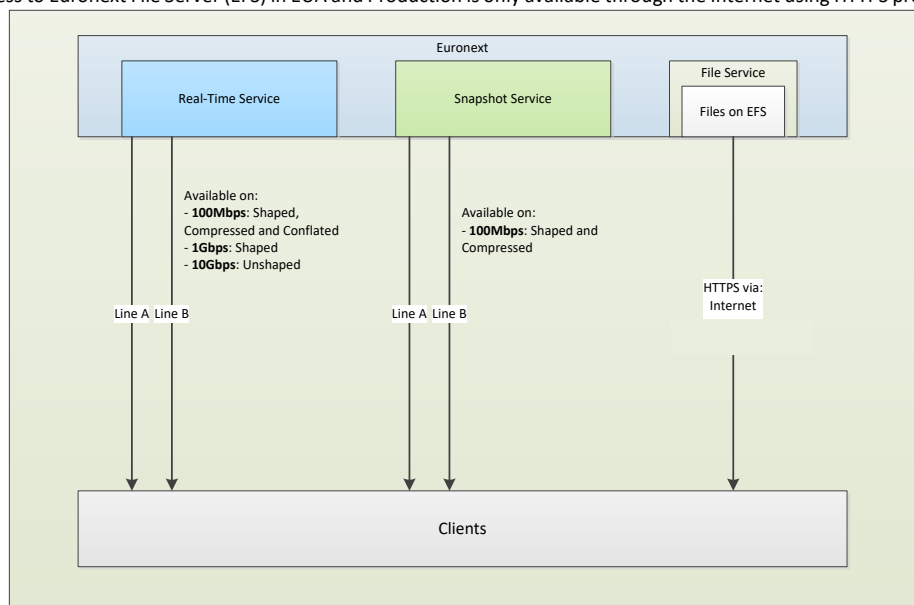 ess to Euronext File Server (EFS) in EUA and Production is only available through the internet using HTTPS pro
Euronext
Real-Time Service
Snapshot Service
File Service
Files on EFS
Available on:
- 100Mbps: Shaped,
Compressed and Conflated
- 1Gbps: Shaped
- 10Gbps: Unshaped
Available on:
- 100Mbps: Shaped and
Compressed
HTTPS via:
Internet
Line A
Line B
Line A
Line B
Clients